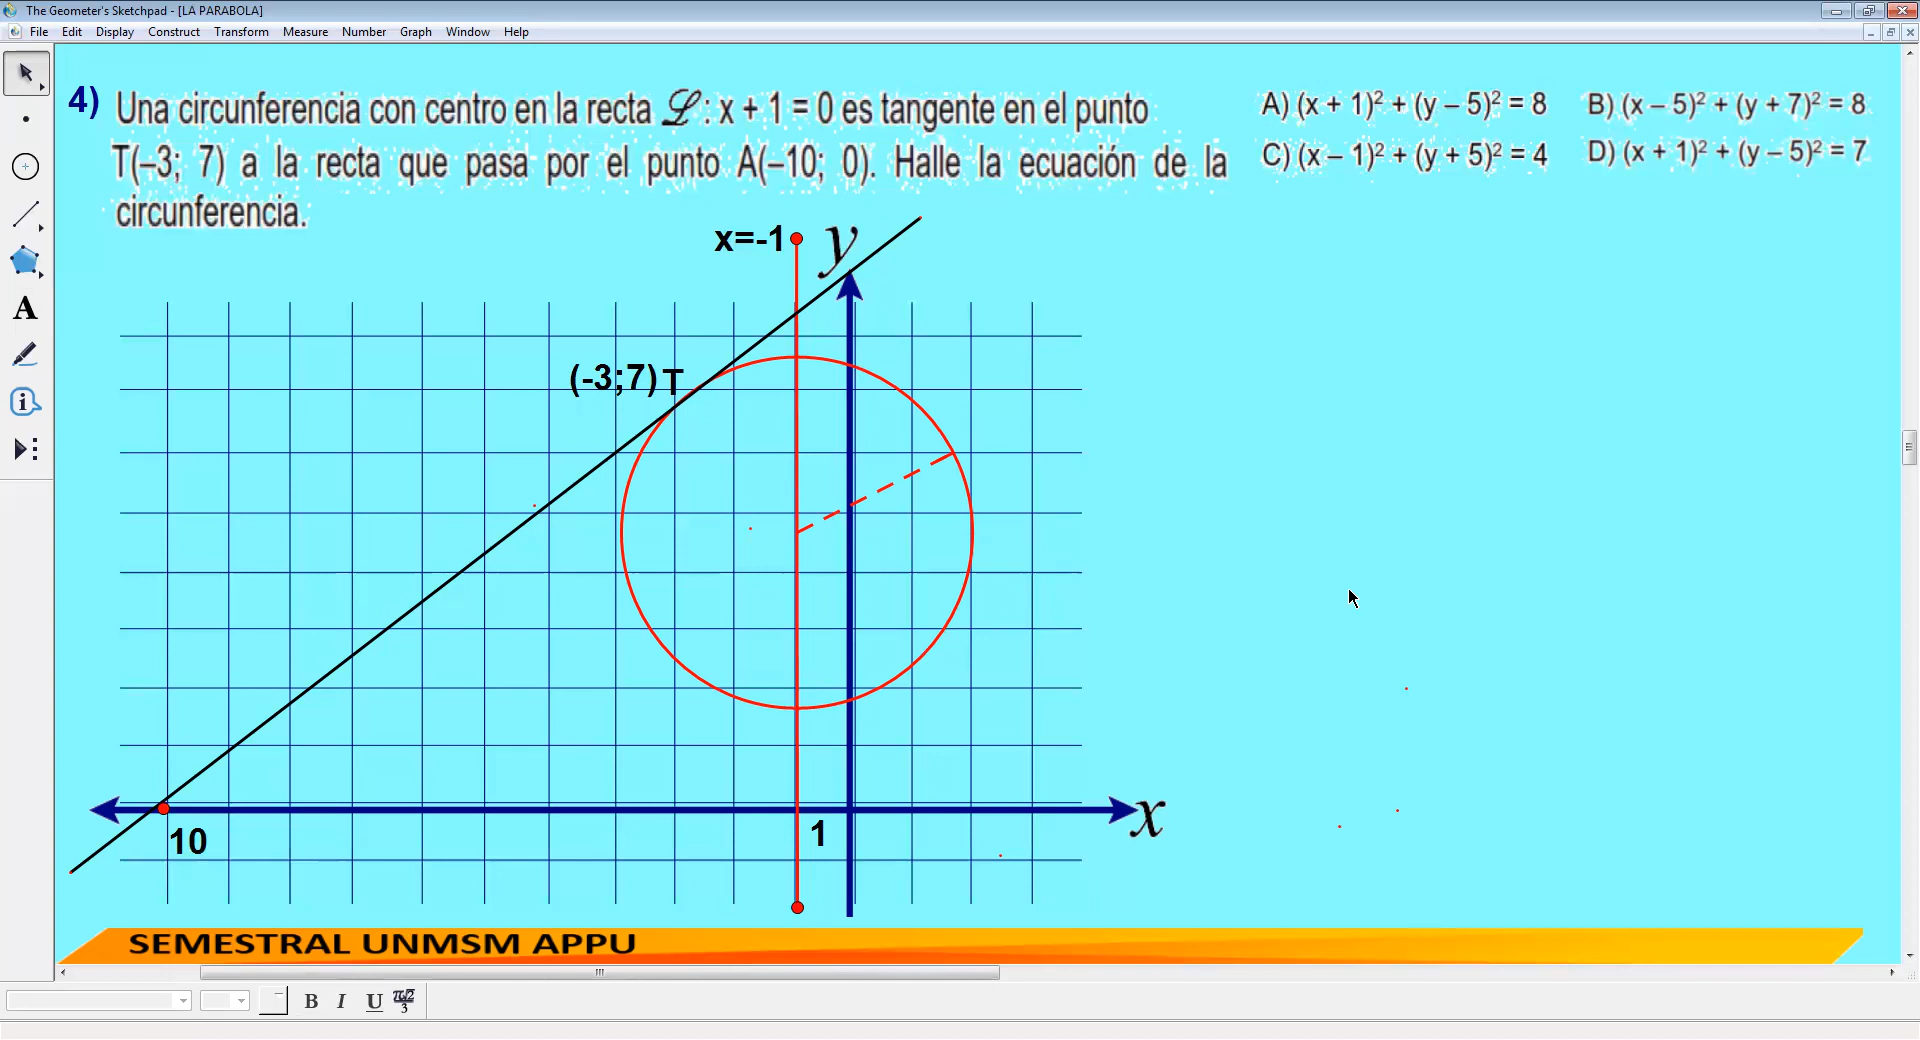 The Geometer's Sketchpad - [LA PARABOLA]
File Edit Display Construct Transform Measure Number Graph Window Help
4) Una circunferencia con centro en la recta ℒ : x + 1 = 0 es tangente en el punto
T(–3; 7) a la recta que pasa por el punto A(–10; 0). Halle la ecuación de la
circunferencia.
A) (x + 1)² + (y – 5)² = 8 B) (x – 5)² + (y + 7)² = 8
C) (x – 1)² + (y + 5)² = 4 D) (x + 1)² + (y – 5)² = 7
x=-1
y
(-3;7) T
x
10
1
A
SEMESTRAL UNMSM APPU
B I U